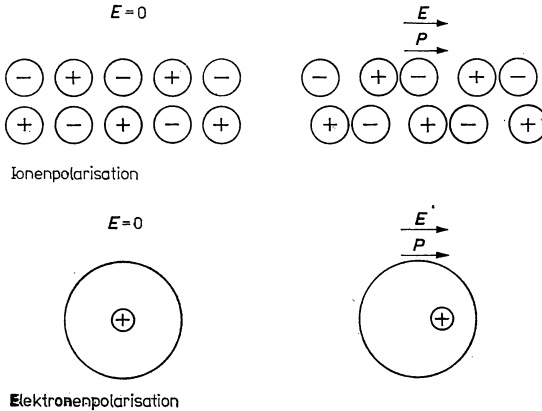 E = 0
E
P
− + − + −
− + − + −
+ − + − +
+ − + − +
Ionenpolarisation
E = 0
E
P
+
+
Elektronenpolarisation